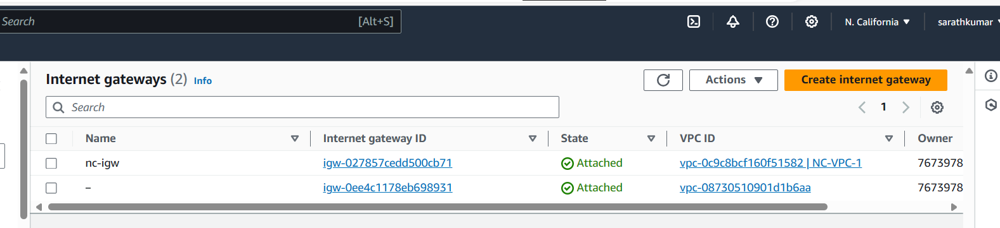 Search [Alt+S] N. California sarathkumar
Internet gateways (2) Info Actions Create internet gateway
Search 1
Name Internet gateway ID State VPC ID Owner
nc-igw igw-027857cedd500cb71 Attached vpc-0c9c8bcf160f51582 | NC-VPC-1 7673978
– igw-0ee4c1178eb698931 Attached vpc-08730510901d1b6aa 7673978